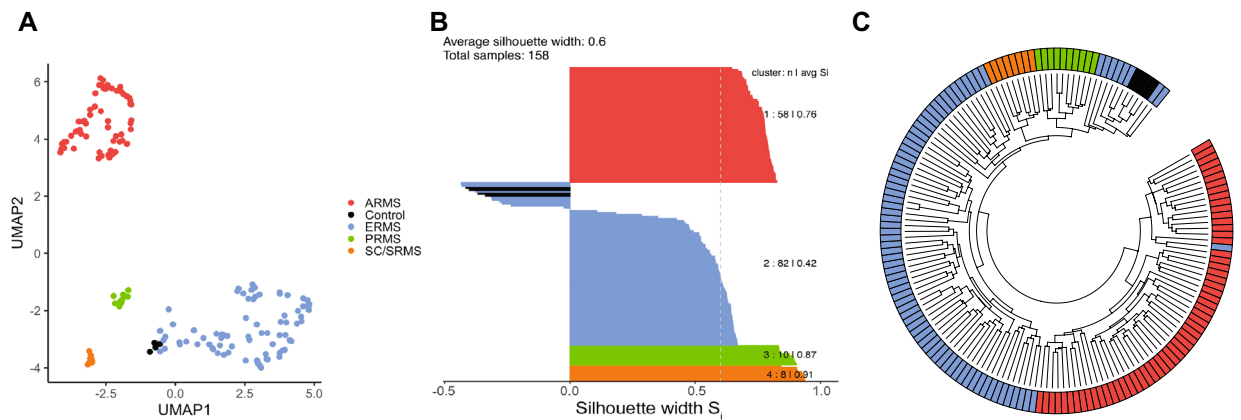 A
B
C
6
4
2
0
-2
-4
-2.5
0.0
2.5
5.0
UMAP1
UMAP2
ARMS
Control
ERMS
PRMS
SC/SRMS
Average silhouette width: 0.6
Total samples: 158
cluster: n | avg Si
1 : 58 | 0.76
2 : 82 | 0.42
3 : 10 | 0.87
4 : 8 | 0.91
-0.5
0.0
0.5
1.0
Silhouette width Si